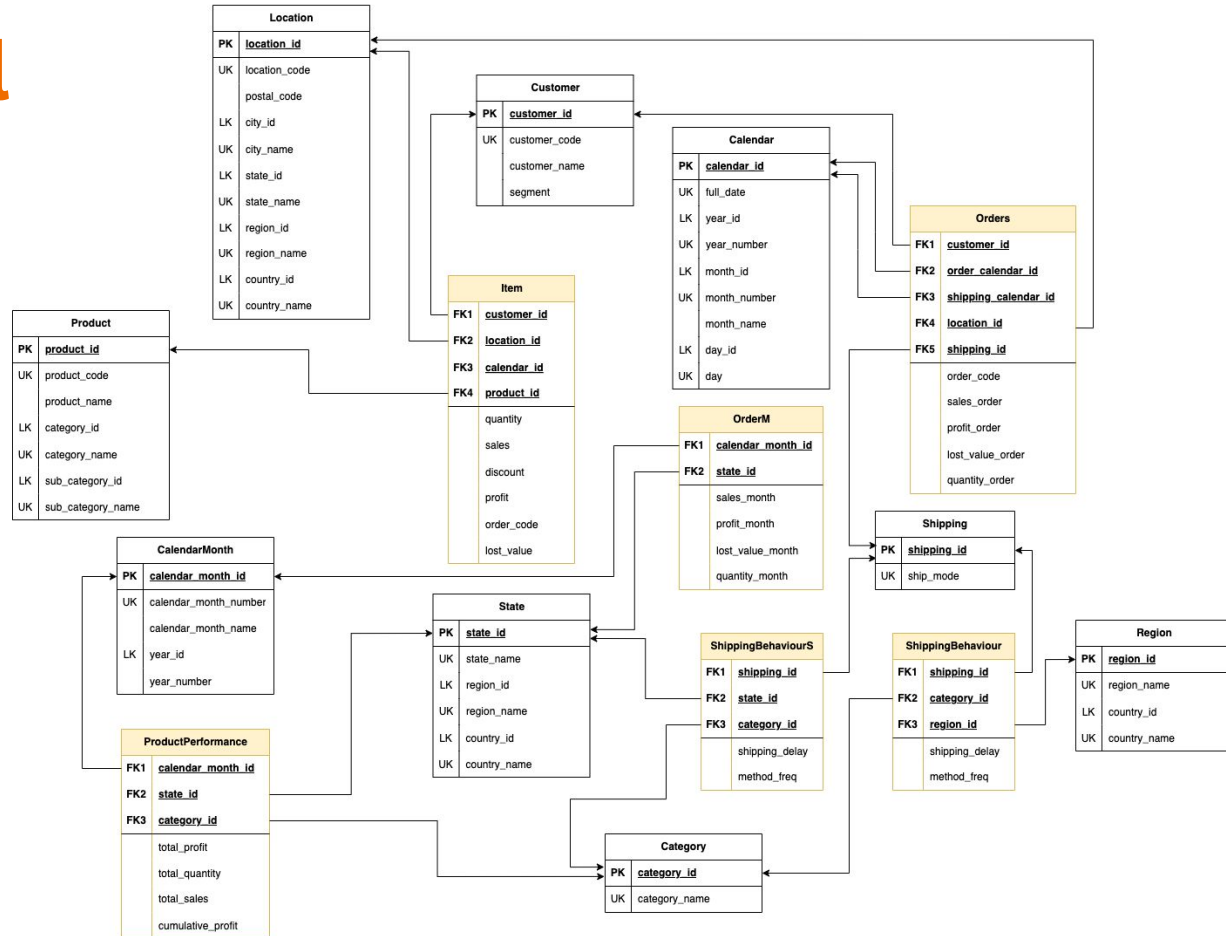 Location
PK location_id
UK location_code
postal_code
LK city_id
UK city_name
LK state_id
UK state_name
LK region_id
UK region_name
LK country_id
UK country_name
Customer
PK customer_id
UK customer_code
customer_name
segment
Calendar
PK calendar_id
UK full_date
LK year_id
UK year_number
LK month_id
UK month_number
month_name
LK day_id
UK day
Orders
FK1 customer_id
FK2 order_calendar_id
FK3 shipping_calendar_id
FK4 location_id
FK5 shipping_id
order_code
sales_order
profit_order
lost_value_order
quantity_order
Product
PK product_id
UK product_code
product_name
LK category_id
UK category_name
LK sub_category_id
UK sub_category_name
Item
FK1 customer_id
FK2 location_id
FK3 calendar_id
FK4 product_id
quantity
sales
discount
profit
order_code
lost_value
OrderM
FK1 calendar_month_id
FK2 state_id
sales_month
profit_month
lost_value_month
quantity_month
Shipping
PK shipping_id
UK ship_mode
CalendarMonth
PK calendar_month_id
UK calendar_month_number
calendar_month_name
LK year_id
year_number
State
PK state_id
UK state_name
LK region_id
UK region_name
LK country_id
UK country_name
ShippingBehaviourS
FK1 shipping_id
FK2 state_id
FK3 category_id
shipping_delay
method_freq
ShippingBehaviour
FK1 shipping_id
FK2 category_id
FK3 region_id
shipping_delay
method_freq
Region
PK region_id
UK region_name
LK country_id
UK country_name
ProductPerformance
FK1 calendar_month_id
FK2 state_id
FK3 category_id
total_profit
total_quantity
total_sales
cumulative_profit
Category
PK category_id
UK category_name